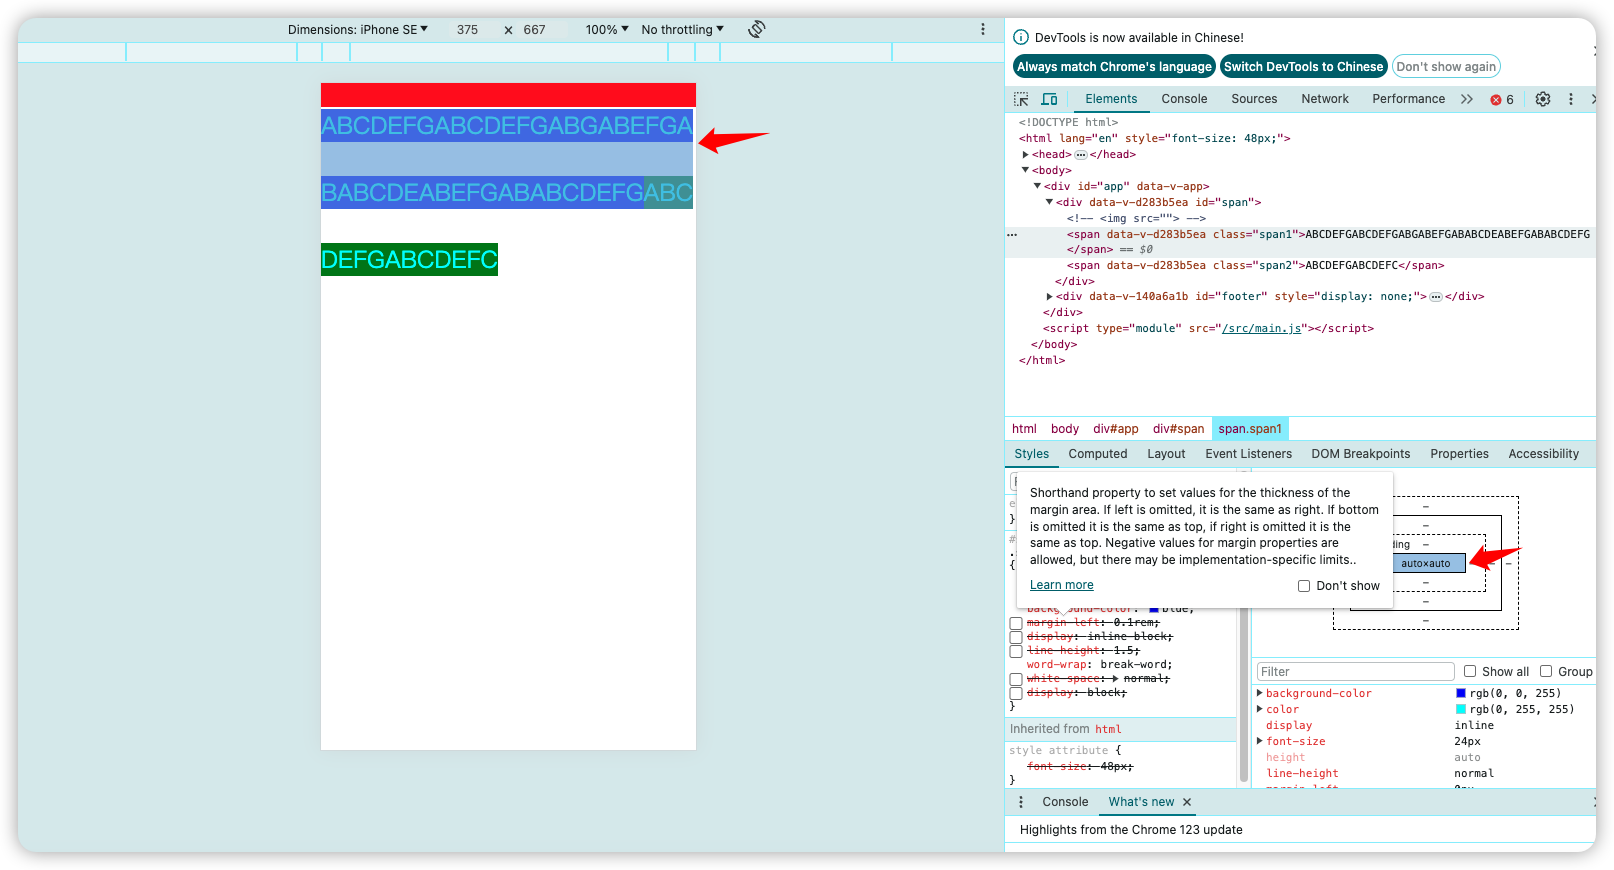 Dimensions: iPhone SE 375 × 667 100% No throttling
ABCDEFGABCDEFGABGABEFGA
BABCDEABEFGABABCDEFGABC
DEFGABCDEFC
DevTools is now available in Chinese!
Always match Chrome's language Switch DevTools to Chinese Don't show again
Elements Console Sources Network Performance 6
<!DOCTYPE html>
<html lang="en" style="font-size: 48px;">
<head> … </head>
<body>
<div id="app" data-v-app>
<div data-v-d283b5ea id="span">
<!-- <img src=""> -->
<span data-v-d283b5ea class="span1">ABCDEFGABCDEFGABGABEFGABABCDEABEFGABABCDEFG
</span> == $0
<span data-v-d283b5ea class="span2">ABCDEFGABCDEFC</span>
</div>
<div data-v-140a6a1b id="footer" style="display: none;"> … </div>
</div>
<script type="module" src="/src/main.js"></script>
</body>
</html>
html body div#app div#span span.span1
Styles Computed Layout Event Listeners DOM Breakpoints Properties Accessibility
Shorthand property to set values for the thickness of the
margin area. If left is omitted, it is the same as right. If bottom
is omitted it is the same as top, if right is omitted it is the
same as top. Negative values for margin properties are
allowed, but there may be implementation-specific limits..
Learn more Don't show
background-color: blue;
margin-left: 0.1rem;
display: inline-block;
line-height: 1.5;
word-wrap: break-word;
white-space: normal;
display: block;
}
Inherited from html
style attribute {
font-size: 48px;
}
auto×auto
Filter Show all Group
background-color rgb(0, 0, 255)
color rgb(0, 255, 255)
display inline
font-size 24px
height auto
line-height normal
Console What's new
Highlights from the Chrome 123 update